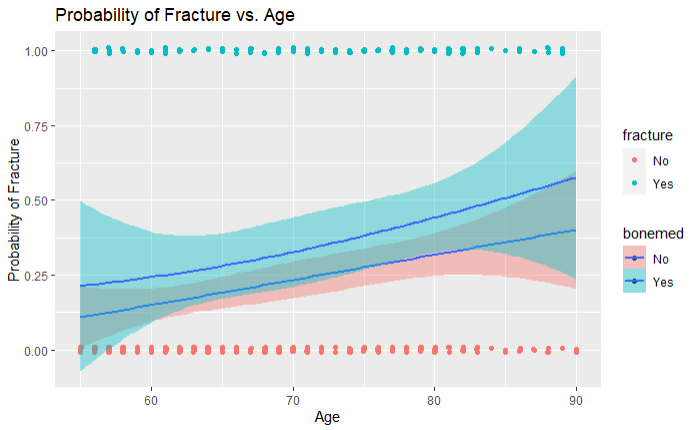 Probability of Fracture vs. Age
Probability of Fracture
1.00
0.75
0.50
0.25
0.00
60
70
80
90
Age
fracture
No
Yes
bonemed
No
Yes